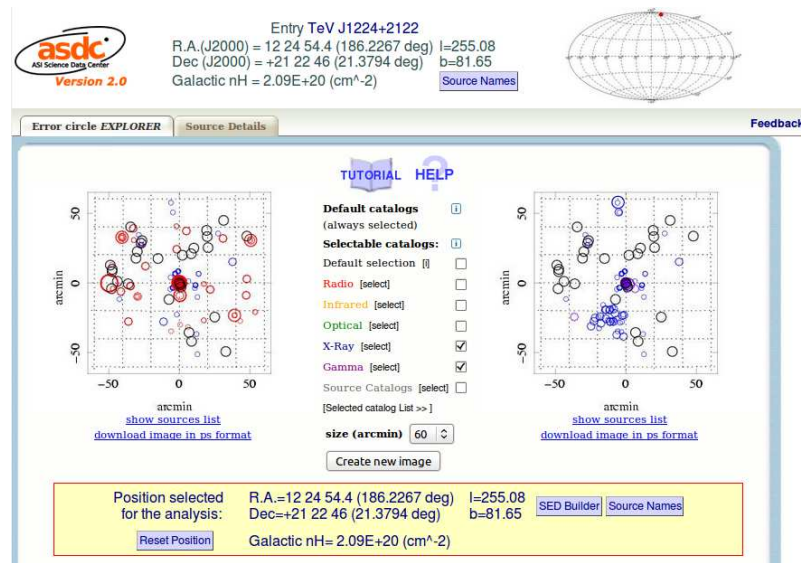 asdc
ASI Science Data Center
Version 2.0
Entry TeV J1224+2122
R.A.(J2000) = 12 24 54.4 (186.2267 deg) l=255.08
Dec (J2000) = +21 22 46 (21.3794 deg) b=81.65
Galactic nH = 2.09E+20 (cm^-2)
Source Names
Error circle EXPLORER
Source Details
Feedback
TUTORIAL
HELP
?
50
0
-50
arcmin
−50
0
50
arcmin
show sources list
download image in ps format
Default catalogs
(always selected)
Selectable catalogs:
Default selection [i]
Radio [select]
Infrared [select]
Optical [select]
X-Ray [select]
Gamma [select]
Source Catalogs [select]
[Selected catalog List >> ]
size (arcmin) 60
Create new image
50
0
-50
arcmin
−50
0
50
arcmin
show sources list
download image in ps format
Position selected
for the analysis:
R.A.=12 24 54.4 (186.2267 deg) l=255.08
Dec=+21 22 46 (21.3794 deg) b=81.65
SED Builder
Source Names
Reset Position
Galactic nH= 2.09E+20 (cm^-2)